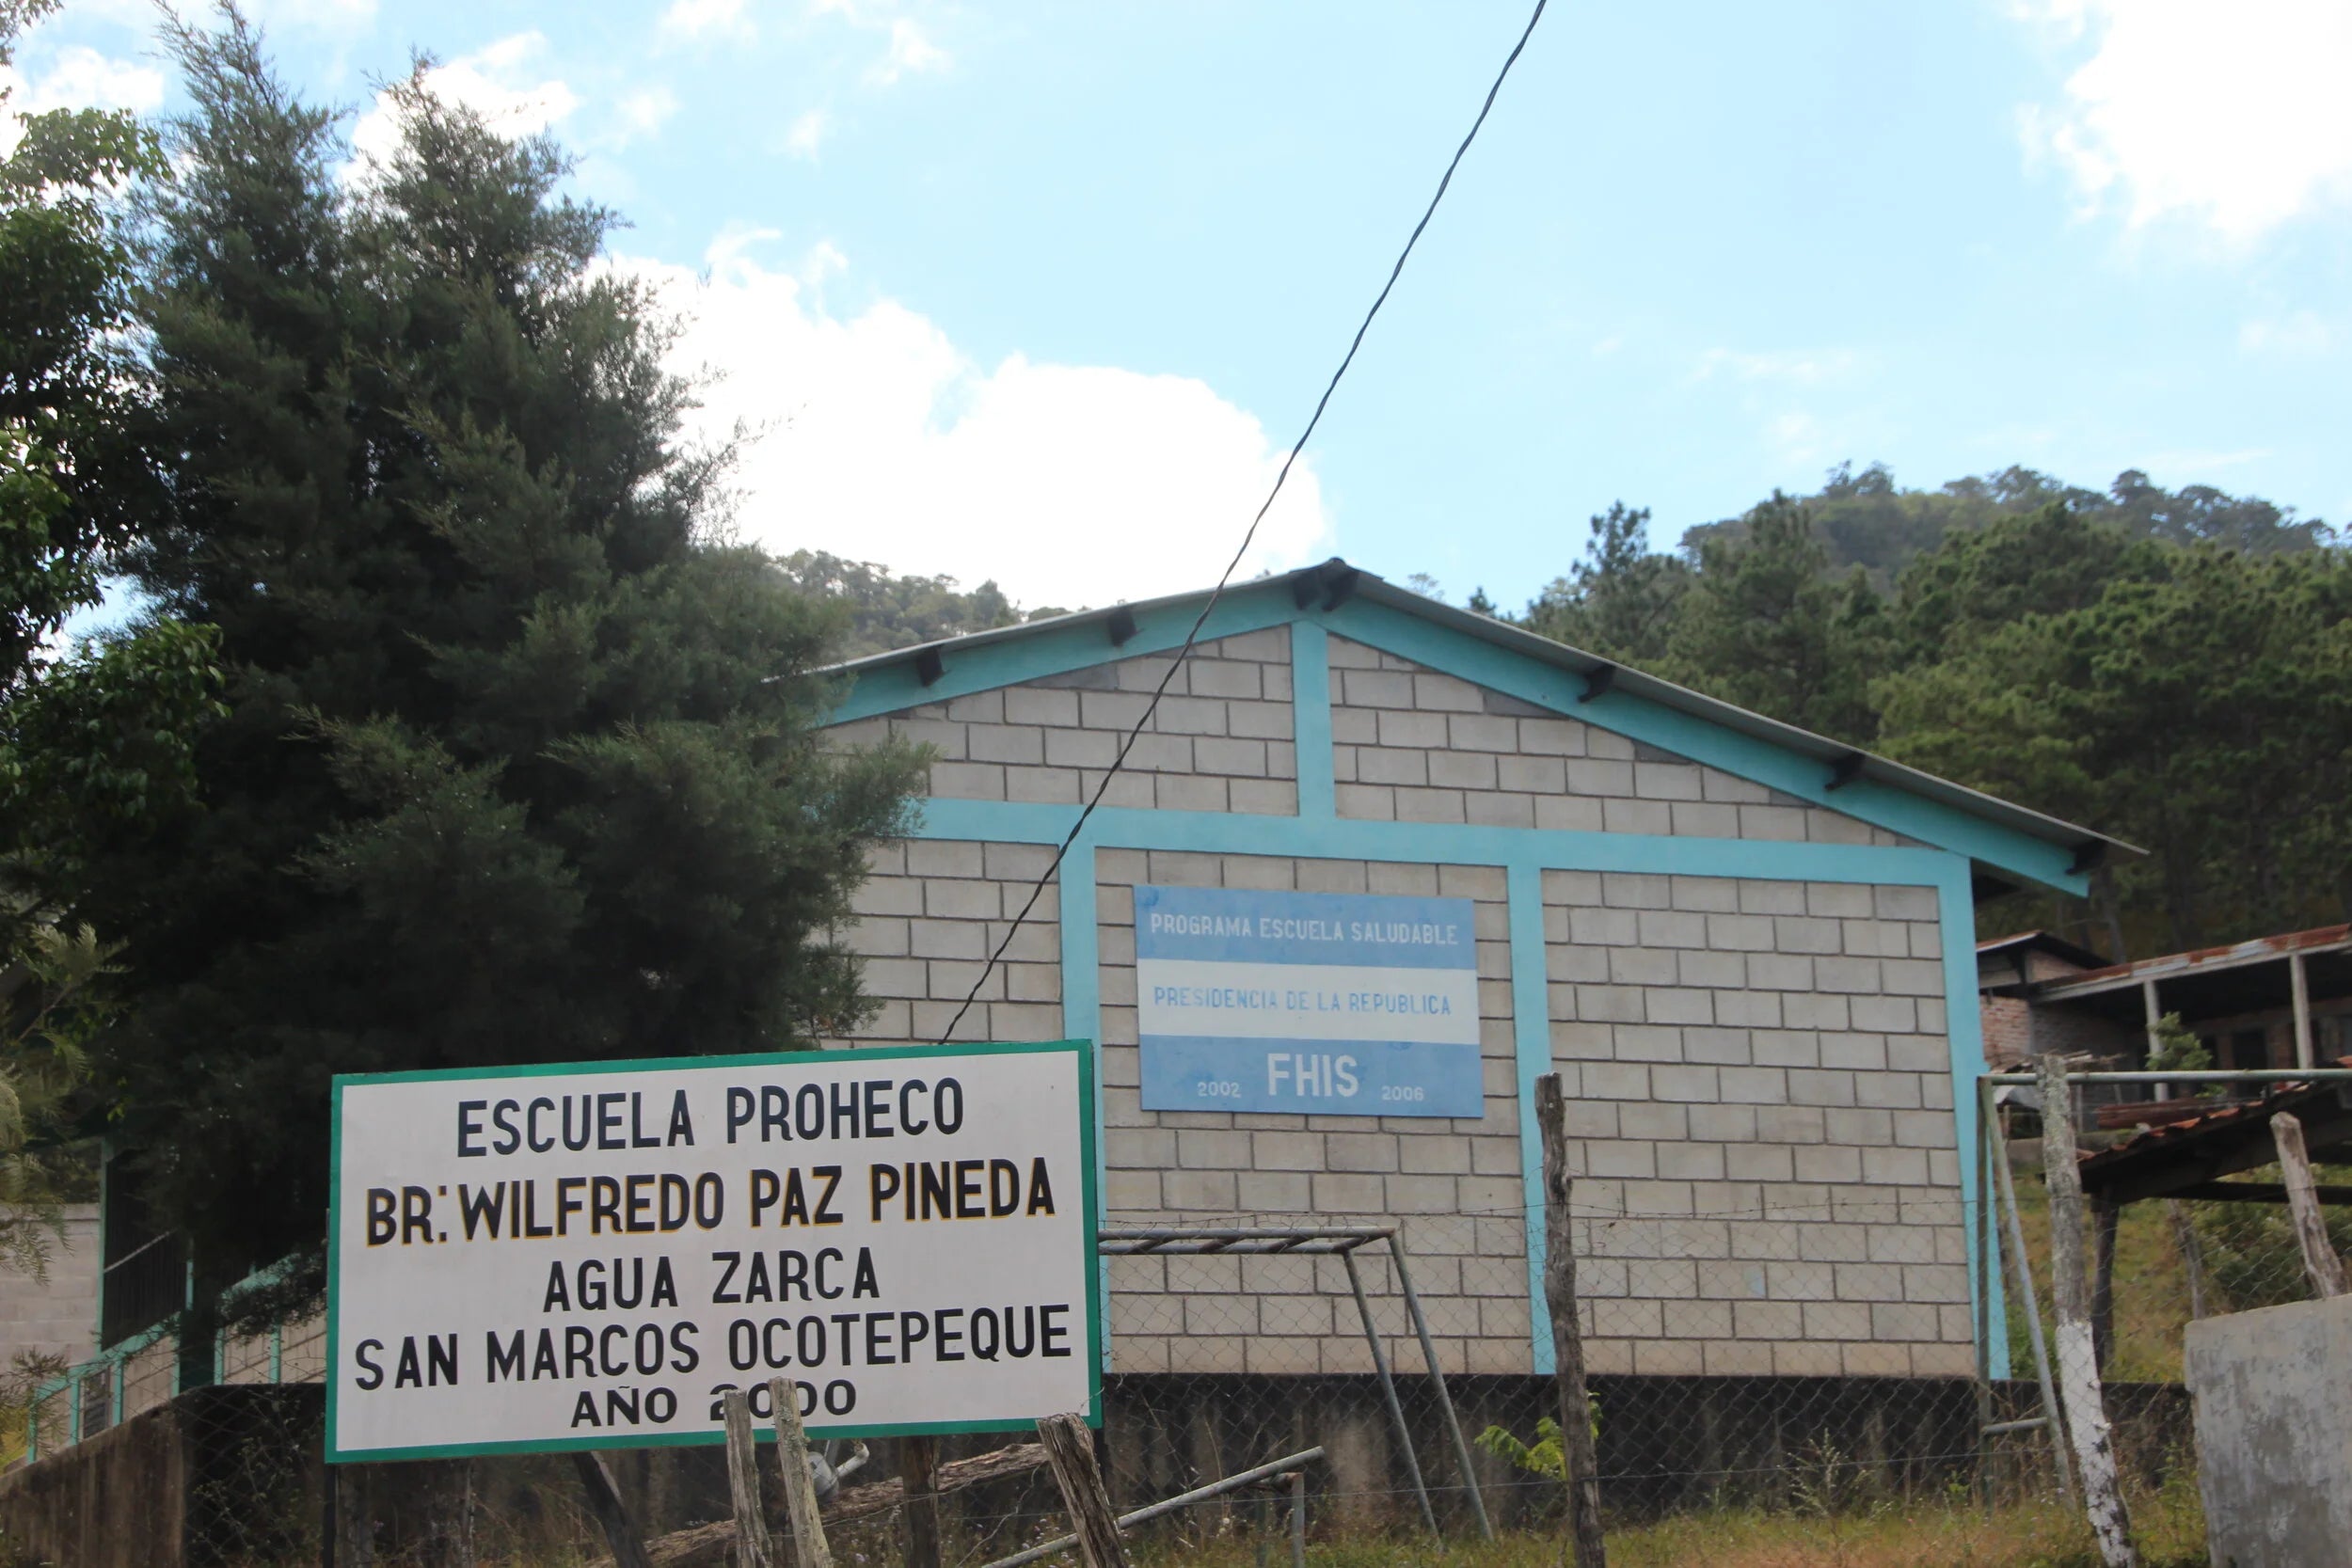 PROGRAMA ESCUELA SALUDABLE
PRESIDENCIA DE LA REPUBLICA
2002 FHIS 2006
ESCUELA PROHECO
BR:WILFREDO PAZ PINEDA
AGUA ZARCA
SAN MARCOS OCOTEPEQUE
AÑO 2000